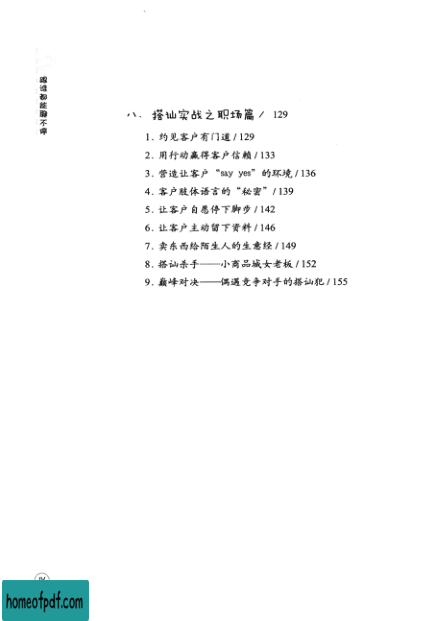 跟谁都能聊不停
八、搭讪实战之职场篇 / 129
1. 约见客户有门道 / 129
2. 用行动赢得客户信赖 / 133
3. 营造让客户“say yes”的环境 / 136
4. 客户肢体语言的“秘密” / 139
5. 让客户自愿停下脚步 / 142
6. 让客户主动留下资料 / 146
7. 卖东西给陌生人的生意经 / 149
8. 搭讪杀手——小商品城女老板 / 152
9. 巅峰对决——偶遇竞争对手的搭讪犯 / 155
homeofpdf.com